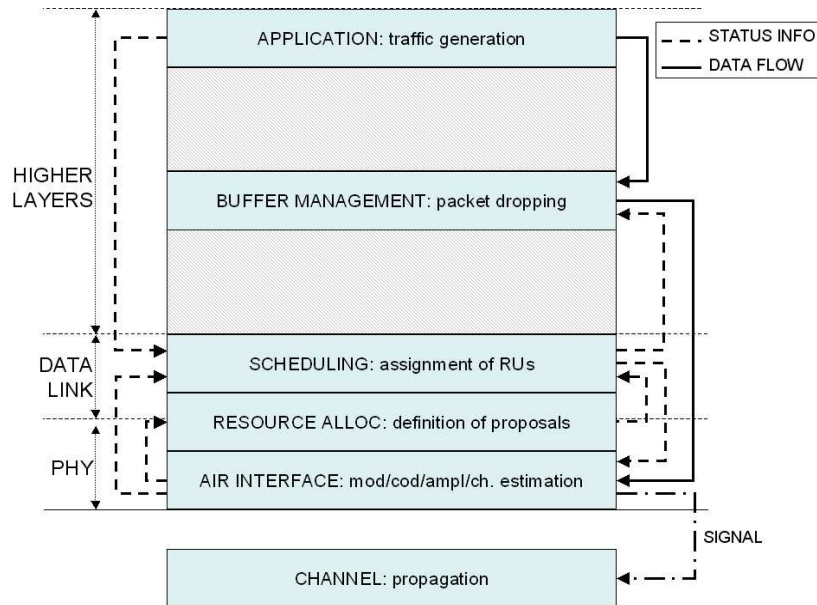 APPLICATION: traffic generation
STATUS INFO
DATA FLOW
HIGHER
LAYERS
BUFFER MANAGEMENT: packet dropping
DATA
LINK
SCHEDULING: assignment of RUs
RESOURCE ALLOC: definition of proposals
PHY
AIR INTERFACE: mod/cod/ampl/ch. estimation
SIGNAL
CHANNEL: propagation